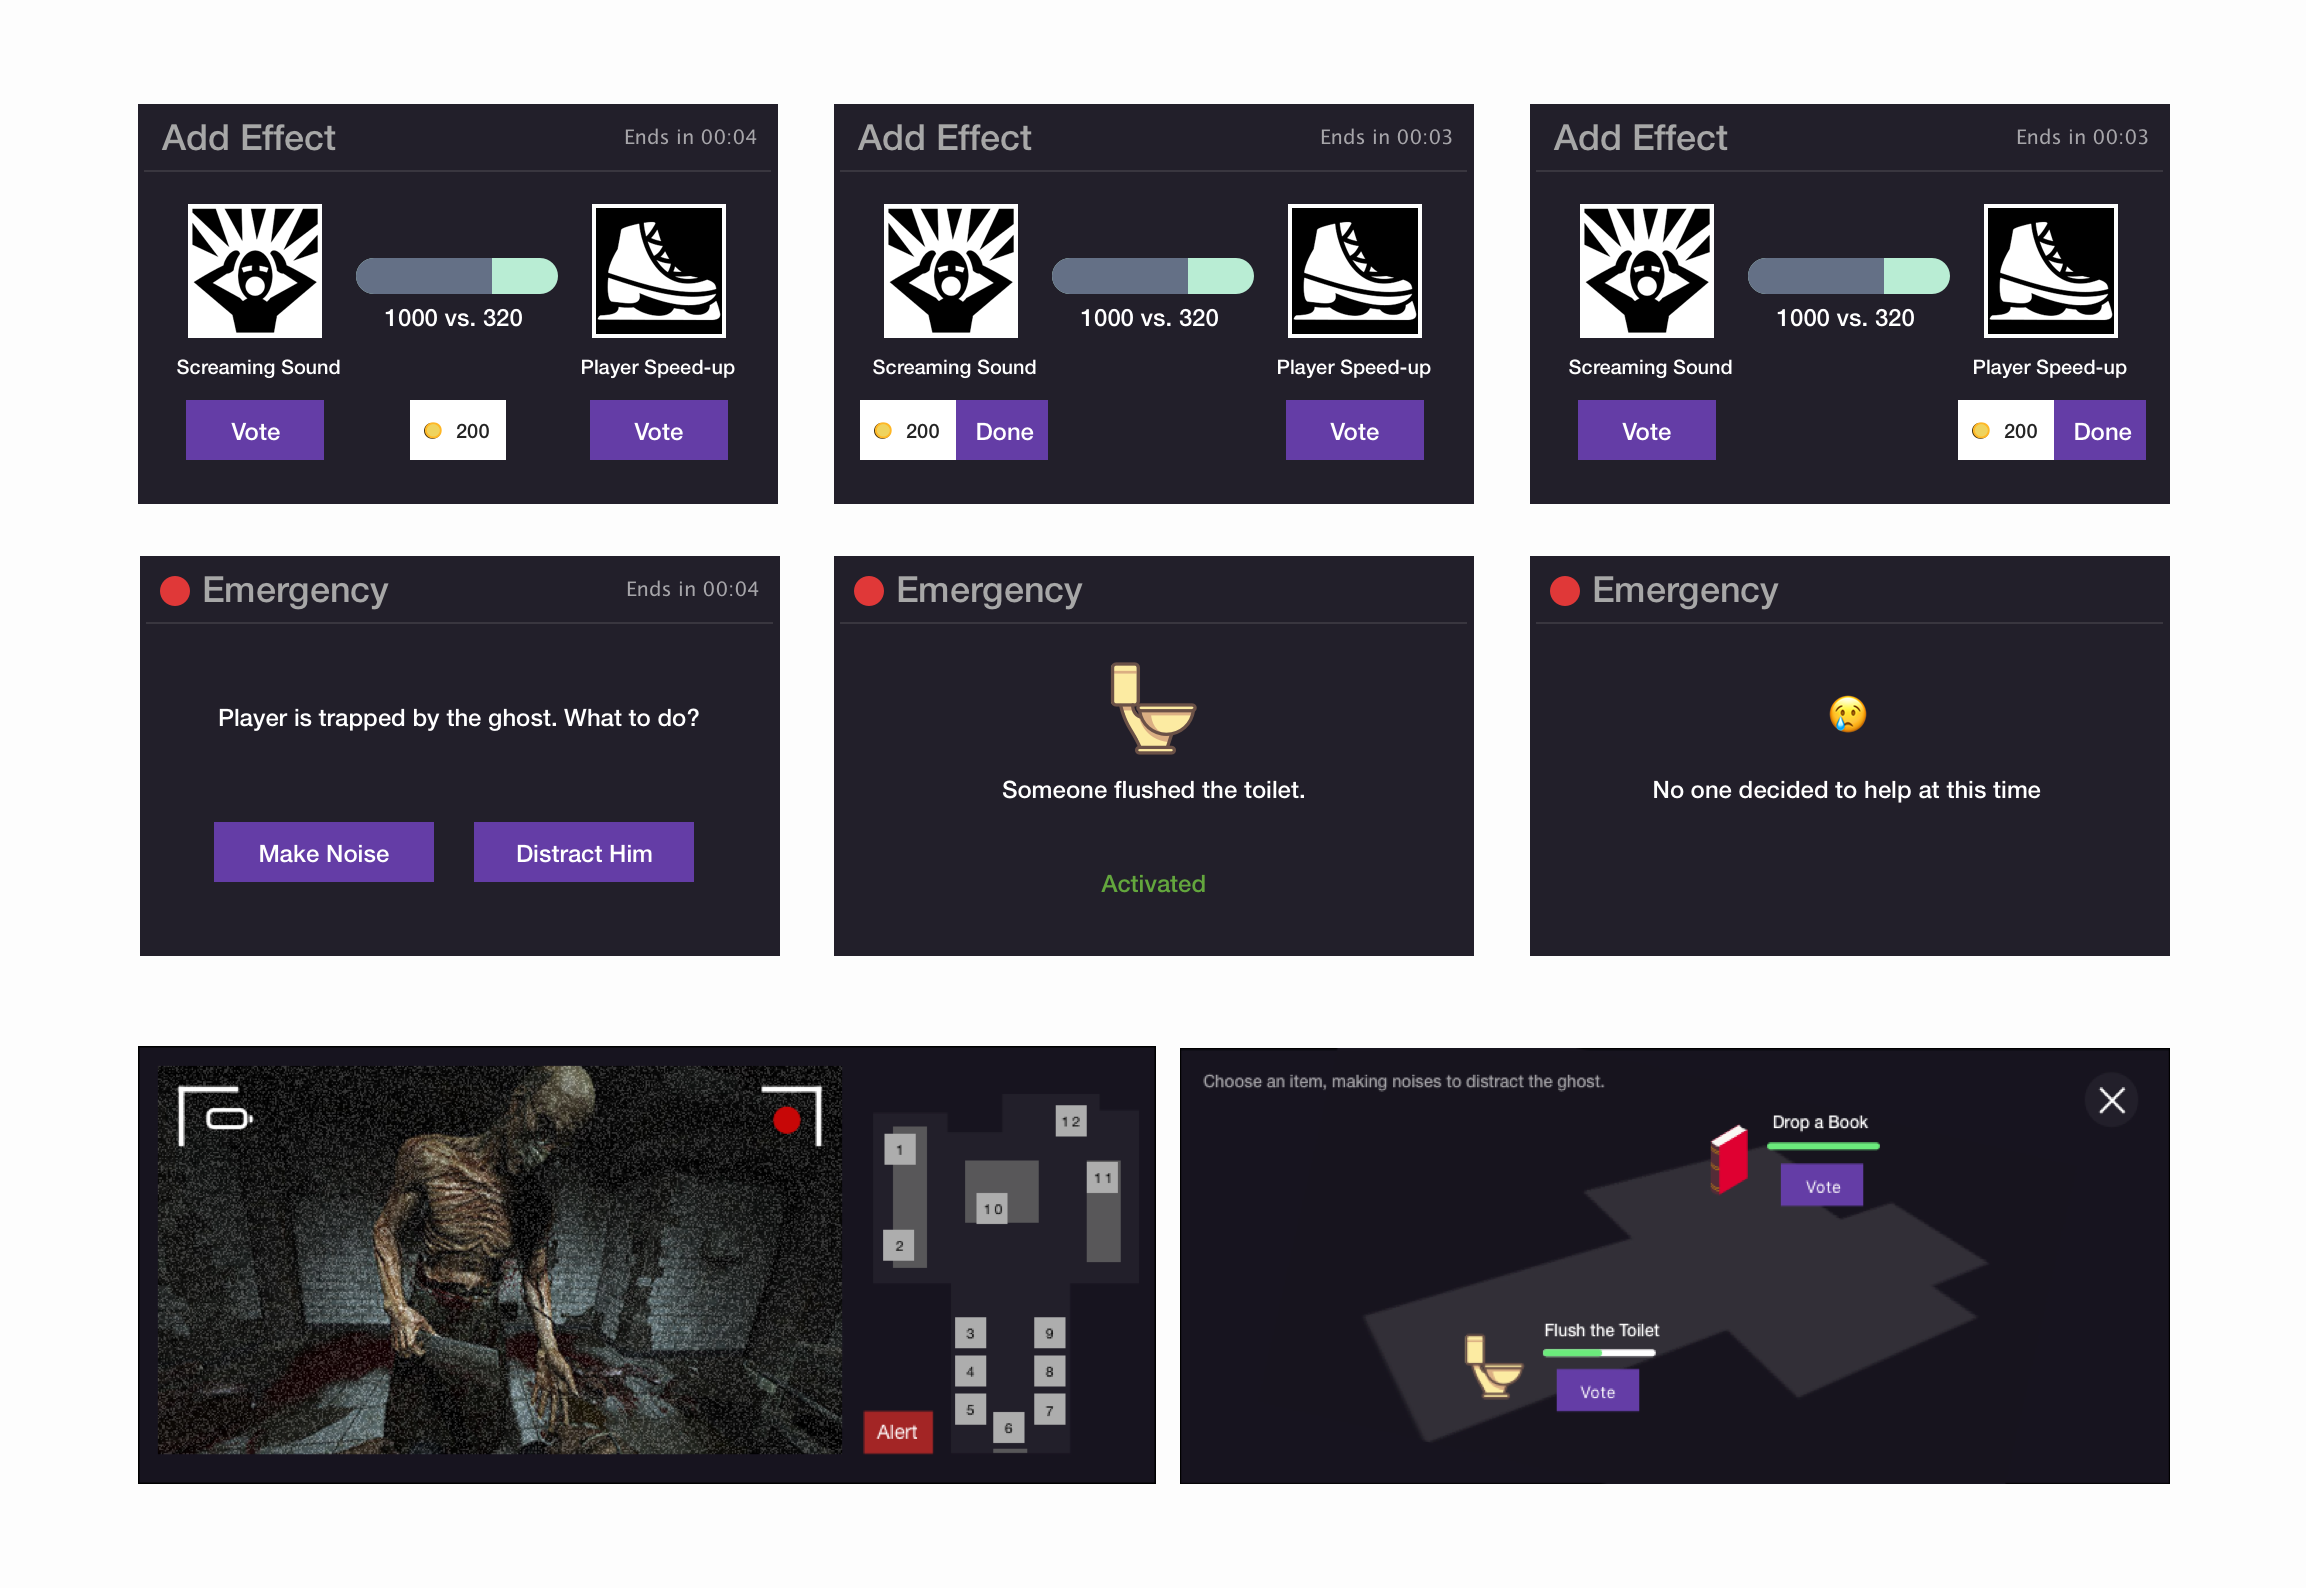 Add Effect
Ends in 00:04
1000 vs. 320
Screaming Sound
Player Speed-up
Vote
200
Vote
Add Effect
Ends in 00:03
1000 vs. 320
Screaming Sound
Player Speed-up
200
Done
Vote
Add Effect
Ends in 00:03
1000 vs. 320
Screaming Sound
Player Speed-up
Vote
200
Done
Emergency
Ends in 00:04
Player is trapped by the ghost. What to do?
Make Noise
Distract Him
Emergency
Someone flushed the toilet.
Activated
Emergency
No one decided to help at this time
12
1
11
10
2
3
9
4
8
5
7
6
Alert
Choose an item, making noises to distract the ghost.
Drop a Book
Vote
Flush the Toilet
Vote